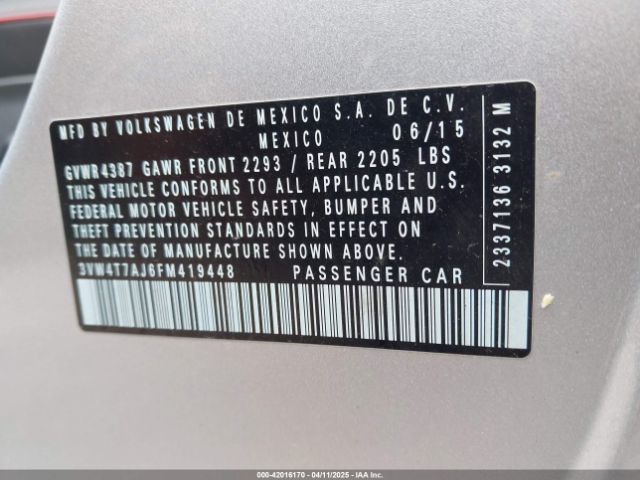 MFD BY VOLKSWAGEN DE MEXICO S.A. DE C.V.
MEXICO 06/15
GVWR 4387 GAWR FRONT 2293 / REAR 2205 LBS
THIS VEHICLE CONFORMS TO ALL APPLICABLE U.S.
FEDERAL MOTOR VEHICLE SAFETY, BUMPER AND
THEFT PREVENTION STANDARDS IN EFFECT ON
THE DATE OF MANUFACTURE SHOWN ABOVE.
3VW4T7AJ6FM419448 PASSENGER CAR
2337136 3132 M
000-42016170 - 04/11/2025 - IAA Inc.